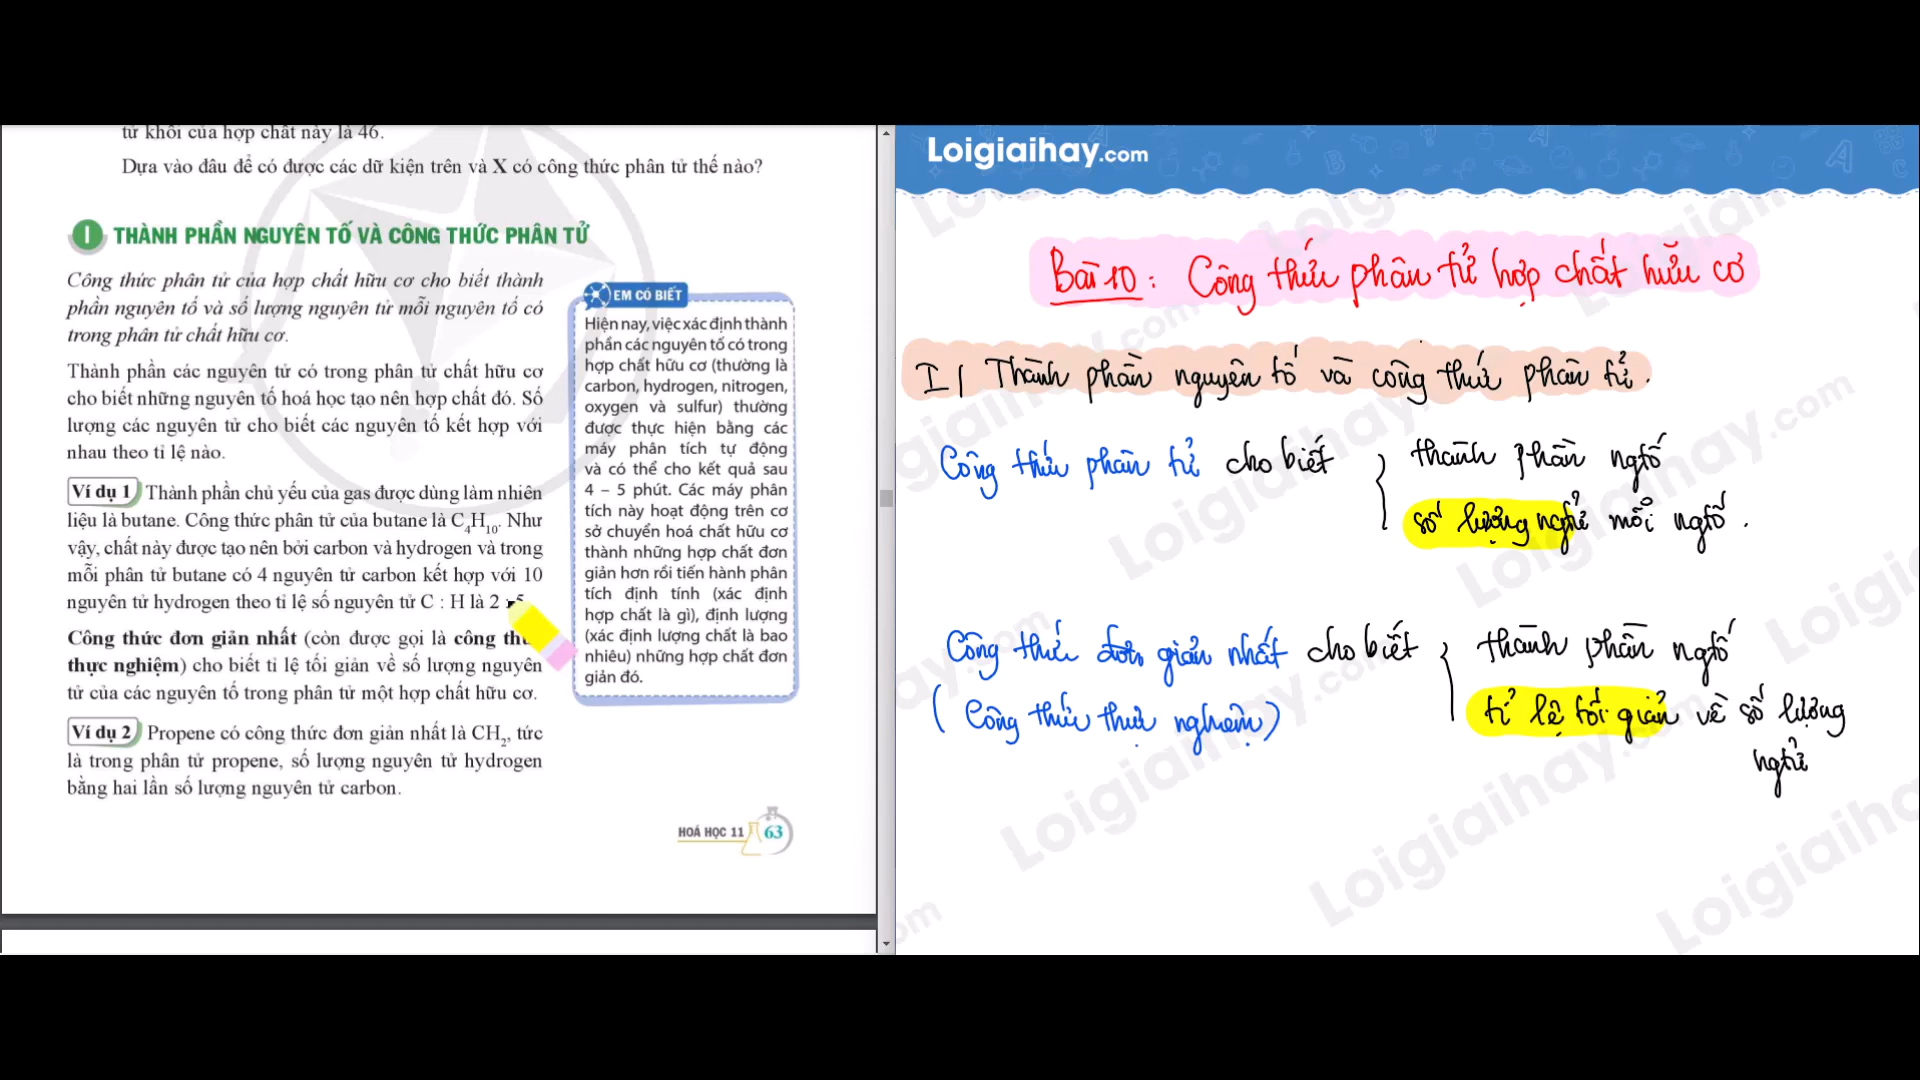 tử khối của hợp chất này là 46.
Dựa vào đâu để có được các dữ kiện trên và X có công thức phân tử thế nào?
I THÀNH PHẦN NGUYÊN TỐ VÀ CÔNG THỨC PHÂN TỬ
Công thức phân tử của hợp chất hữu cơ cho biết thành
phần nguyên tố và số lượng nguyên tử mỗi nguyên tố có
trong phân tử chất hữu cơ.
Thành phần các nguyên tử có trong phân tử chất hữu cơ
cho biết những nguyên tố hoá học tạo nên hợp chất đó. Số
lượng các nguyên tử cho biết các nguyên tố kết hợp với
nhau theo tỉ lệ nào.
Ví dụ 1 Thành phần chủ yếu của gas được dùng làm nhiên
liệu là butane. Công thức phân tử của butane là C₄H₁₀. Như
vậy, chất này được tạo nên bởi carbon và hydrogen và trong
mỗi phân tử butane có 4 nguyên tử carbon kết hợp với 10
nguyên tử hydrogen theo tỉ lệ số nguyên tử C : H là 2 : 5.
Công thức đơn giản nhất (còn được gọi là công thức
thực nghiệm) cho biết tỉ lệ tối giản về số lượng nguyên
tử của các nguyên tố trong phân tử một hợp chất hữu cơ.
Ví dụ 2 Propene có công thức đơn giản nhất là CH₂, tức
là trong phân tử propene, số lượng nguyên tử hydrogen
bằng hai lần số lượng nguyên tử carbon.
EM CÓ BIẾT
Hiện nay, việc xác định thành
phần các nguyên tố có trong
hợp chất hữu cơ (thường là
carbon, hydrogen, nitrogen,
oxygen và sulfur) thường
được thực hiện bằng các
máy phân tích tự động
và có thể cho kết quả sau
4 – 5 phút. Các máy phân
tích này hoạt động trên cơ
sở chuyển hoá chất hữu cơ
thành những hợp chất đơn
giản hơn rồi tiến hành phân
tích định tính (xác định
hợp chất là gì), định lượng
(xác định lượng chất là bao
nhiêu) những hợp chất đơn
giản đó.
HOÁ HỌC 11 63
Loigiaihay.com
Bài 10: Công thức phân tử hợp chất hữu cơ
I / Thành phần nguyên tố và công thức phân tử.
Công thức phân tử cho biết
thành phần ngtố
số lượng ngtử mỗi ngtố.
Công thức đơn giản nhất cho biết
(Công thức thực nghiệm)
thành phần ngtố
tỉ lệ tối giản về số lượng
ngtử